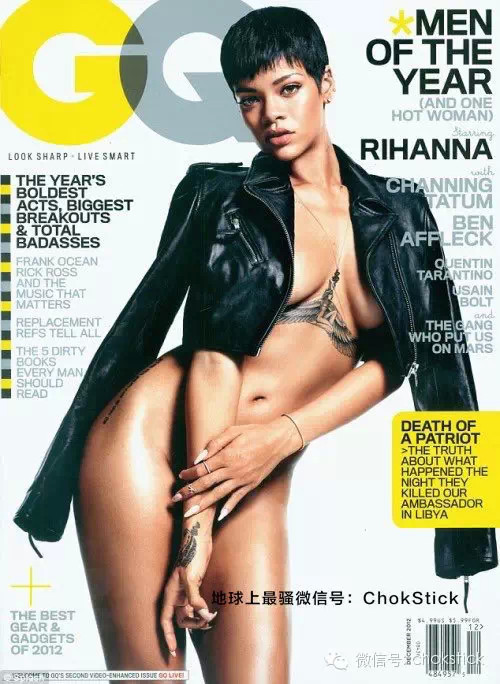 GQ
LOOK SHARP • LIVE SMART
*MEN
OF THE
YEAR
(AND ONE
HOT WOMAN)
Starring
RIHANNA
with
CHANNING
TATUM
BEN
AFFLECK
QUENTIN
TARANTINO
USAIN
BOLT
and
THE GANG
WHO PUT US
ON MARS
THE YEAR'S
BOLDEST
ACTS, BIGGEST
BREAKOUTS
& TOTAL
BADASSES
FRANK OCEAN
RICK ROSS
AND THE
MUSIC THAT
MATTERS
REPLACEMENT
REFS TELL ALL
THE 5 DIRTY
BOOKS
EVERY MAN
SHOULD
READ
DEATH OF
A PATRIOT
>THE TRUTH
ABOUT WHAT
HAPPENED THE
NIGHT THEY
KILLED OUR
AMBASSADOR
IN LIBYA
+
THE BEST
GEAR &
GADGETS
OF 2012
地球上最骚微信号：ChokStick
DECEMBER 2012
12>
微信号: chokstick
WELCOME TO GQ'S SECOND VIDEO-ENHANCED ISSUE GQ LIVE!